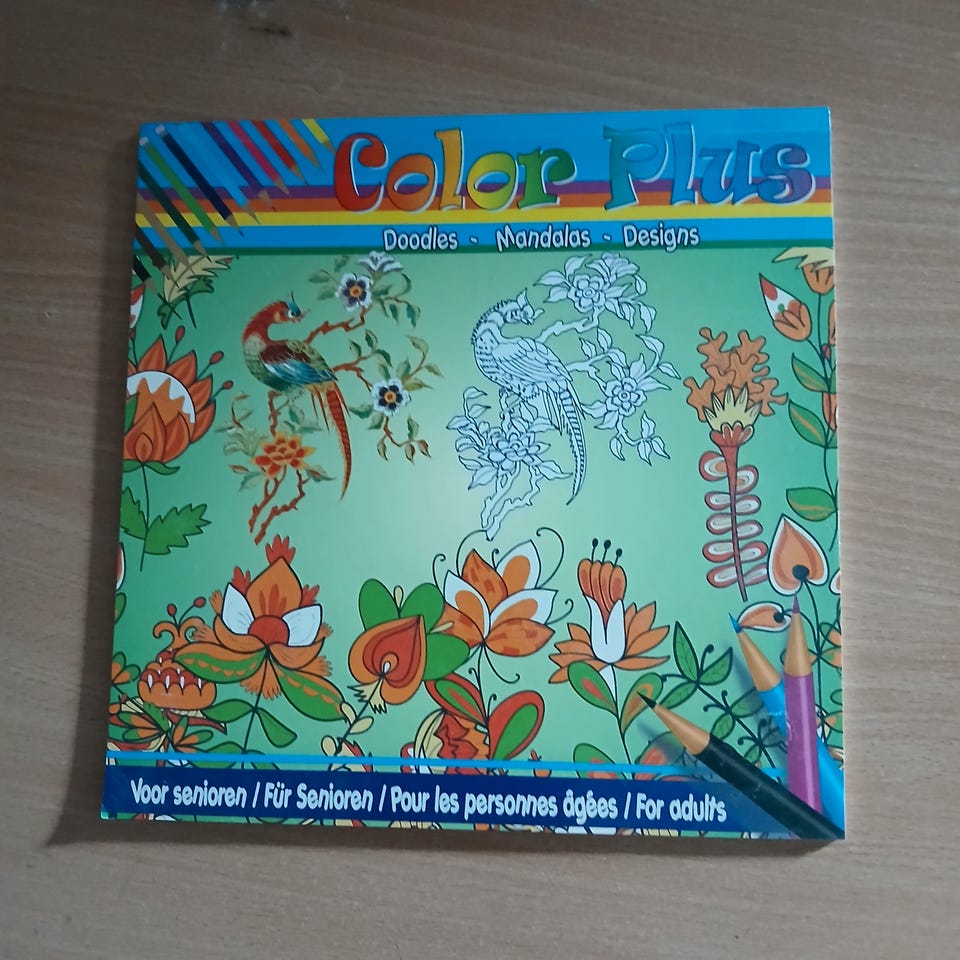 Color Plus
Doodles - Mandalas - Designs
Voor senioren / Für Senioren / Pour les personnes âgées / For adults